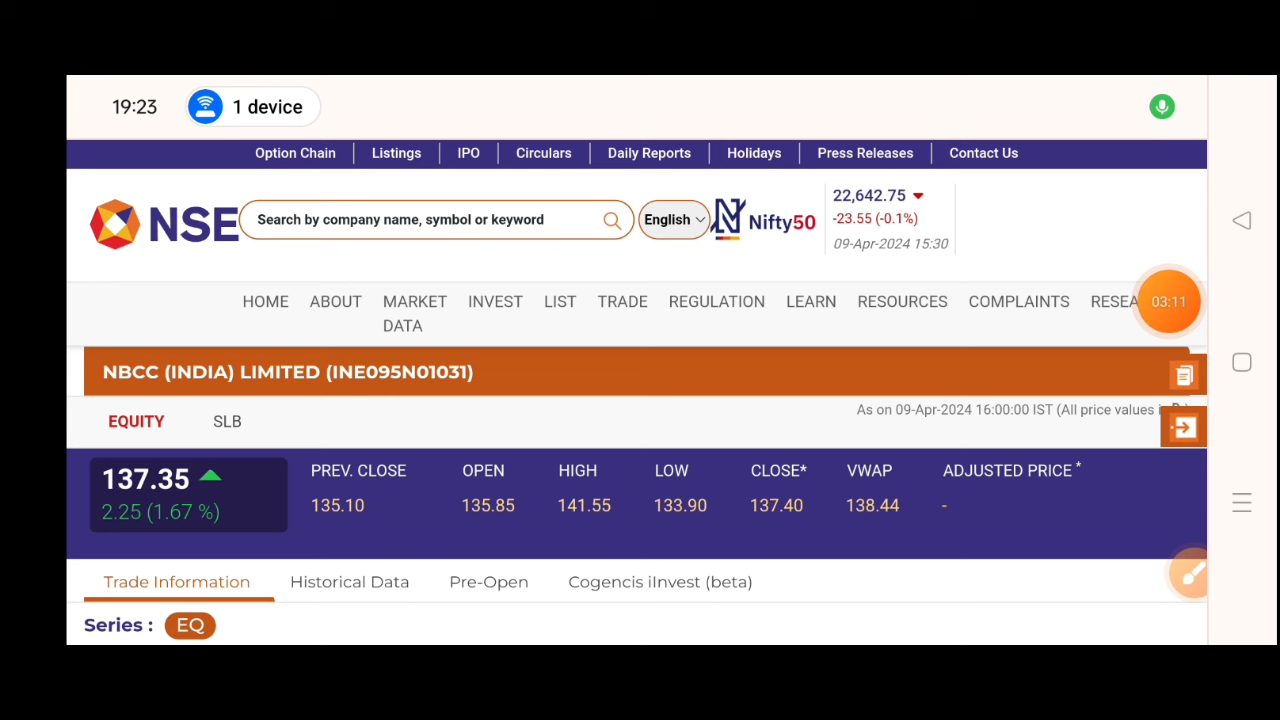 19:23 1 device
Option Chain Listings IPO Circulars Daily Reports Holidays Press Releases Contact Us
NSE Search by company name, symbol or keyword English Nifty50 22,642.75
-23.55 (-0.1%)
09-Apr-2024 15:30
HOME ABOUT MARKET DATA INVEST LIST TRADE REGULATION LEARN RESOURCES COMPLAINTS RESEA
03:11
NBCC (INDIA) LIMITED (INE095N01031)
As on 09-Apr-2024 16:00:00 IST (All price values i
EQUITY SLB
137.35 PREV. CLOSE OPEN HIGH LOW CLOSE* VWAP ADJUSTED PRICE*
2.25 (1.67 %) 135.10 135.85 141.55 133.90 137.40 138.44 -
Trade Information Historical Data Pre-Open Cogencis iInvest (beta)
Series : EQ